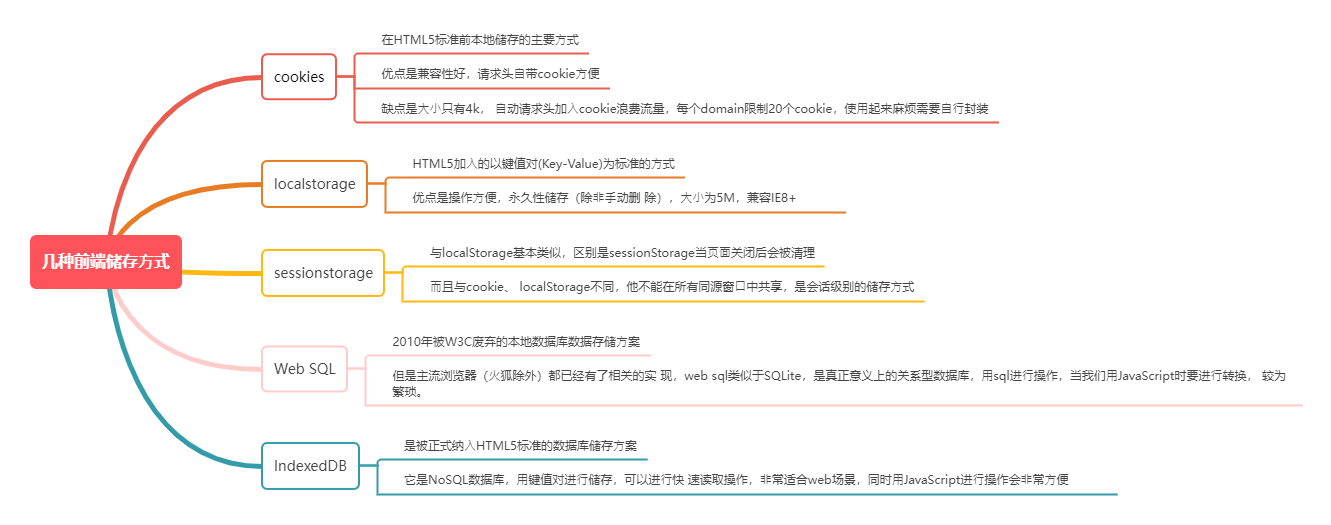 几种前端储存方式
cookies
在HTML5标准前本地储存的主要方式
优点是兼容性好，请求头自带cookie方便
缺点是大小只有4k， 自动请求头加入cookie浪费流量，每个domain限制20个cookie，使用起来麻烦需要自行封装
localstorage
HTML5加入的以键值对(Key-Value)为标准的方式
优点是操作方便，永久性储存（除非手动删 除），大小为5M，兼容IE8+
sessionstorage
与localStorage基本类似，区别是sessionStorage当页面关闭后会被清理
而且与cookie、 localStorage不同，他不能在所有同源窗口中共享，是会话级别的储存方式
Web SQL
2010年被W3C废弃的本地数据库数据存储方案
但是主流浏览器（火狐除外）都已经有了相关的实 现，web sql类似于SQLite，是真正意义上的关系型数据库，用sql进行操作，当我们用JavaScript时要进行转换， 较为
繁琐。
IndexedDB
是被正式纳入HTML5标准的数据库储存方案
它是NoSQL数据库，用键值对进行储存，可以进行快 速读取操作，非常适合web场景，同时用JavaScript进行操作会非常方便